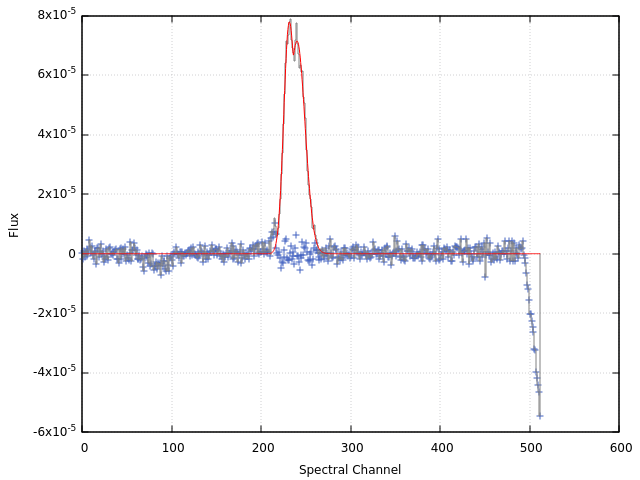 8x10⁻⁵
6x10⁻⁵
4x10⁻⁵
2x10⁻⁵
0
-2x10⁻⁵
-4x10⁻⁵
-6x10⁻⁵
Flux
0 100 200 300 400 500 600
Spectral Channel